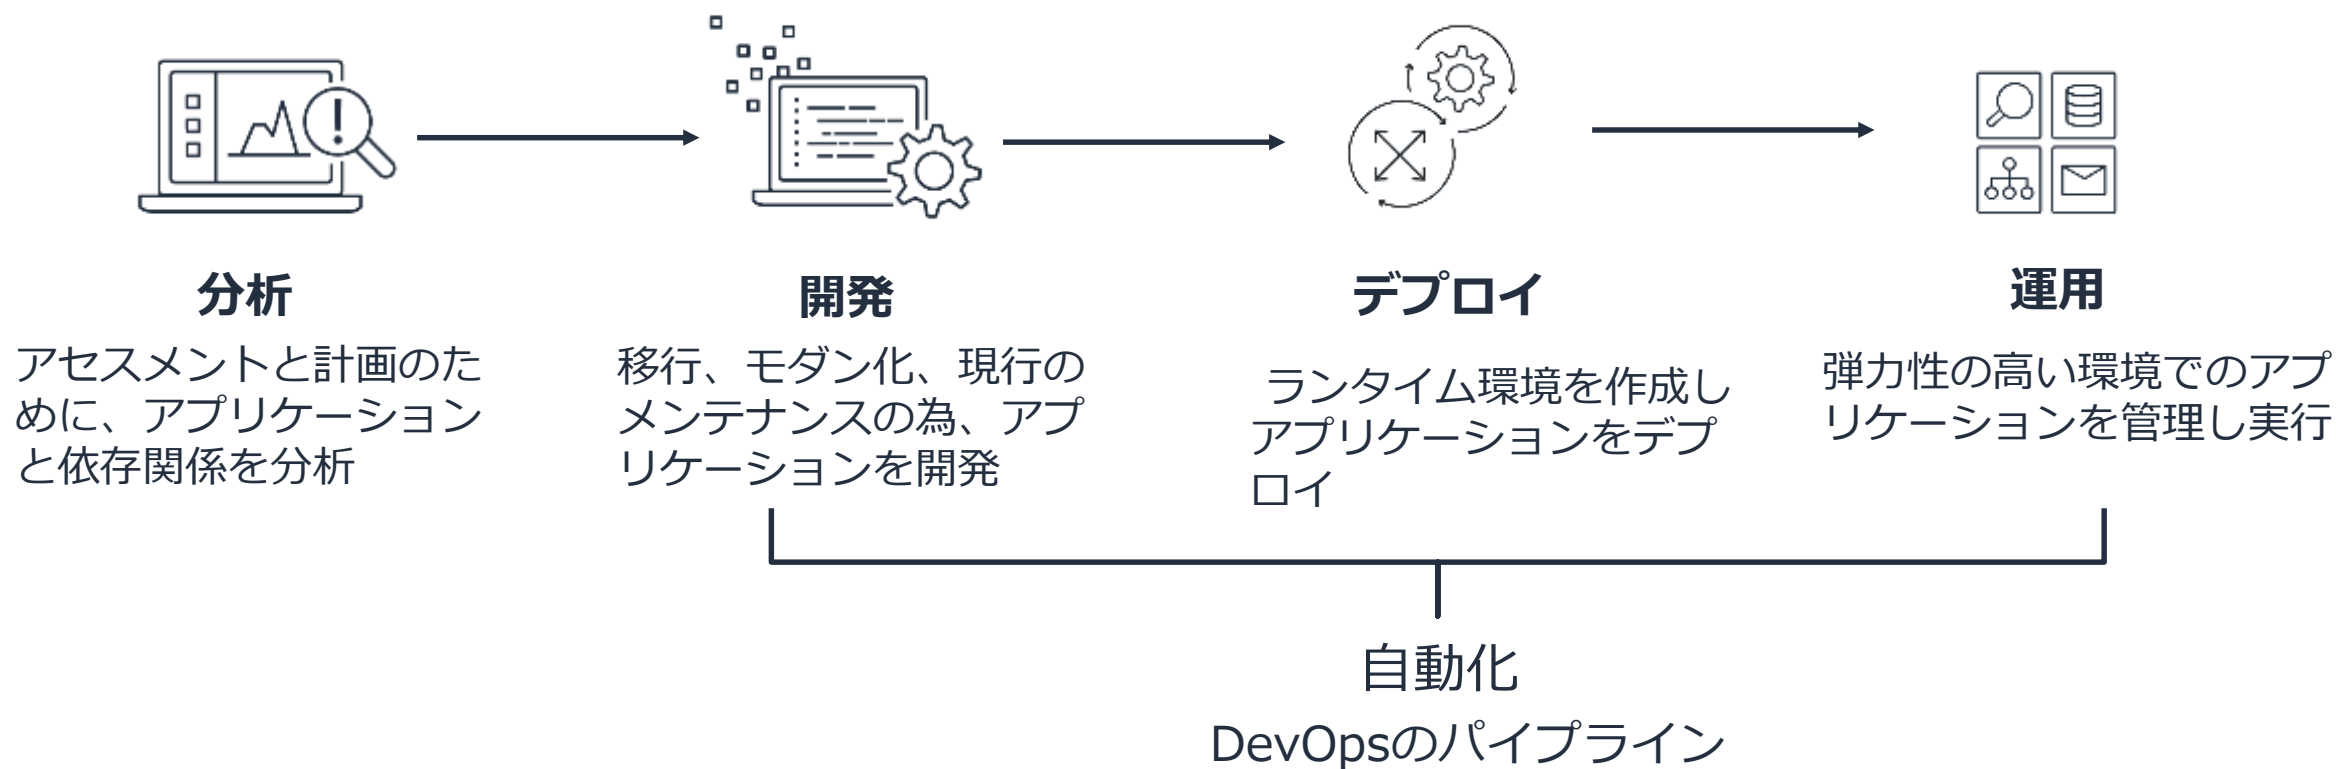 分析
アセスメントと計画のた
めに、アプリケーション
と依存関係を分析
開発
移行、モダン化、現行の
メンテナンスの為、アプ
リケーションを開発
デプロイ
ランタイム環境を作成し
アプリケーションをデプ
ロイ
運用
弾力性の高い環境でのアプ
リケーションを管理し実行
自動化
DevOpsのパイプライン